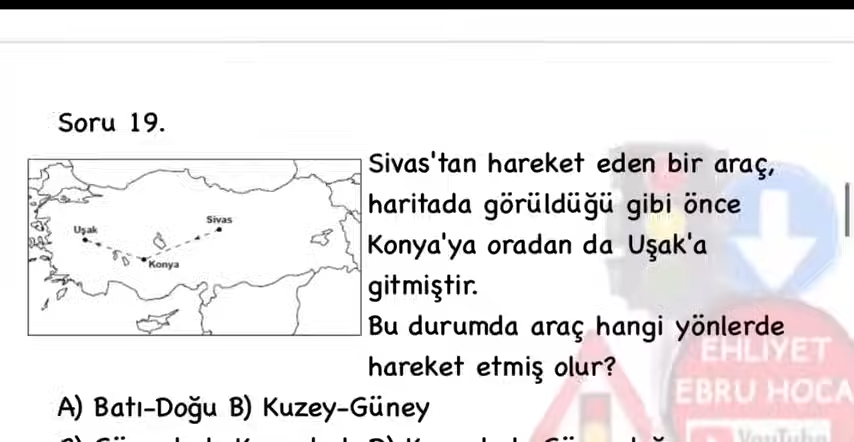 Soru 19.
Sivas'tan hareket eden bir araç,
haritada görüldüğü gibi önce
Konya'ya oradan da Uşak'a
gitmiştir.
Bu durumda araç hangi yönlerde
hareket etmiş olur?
Uşak
Sivas
Konya
A) Batı-Doğu B) Kuzey-Güney
EHLİYET
EBRU HOCA
YouTube